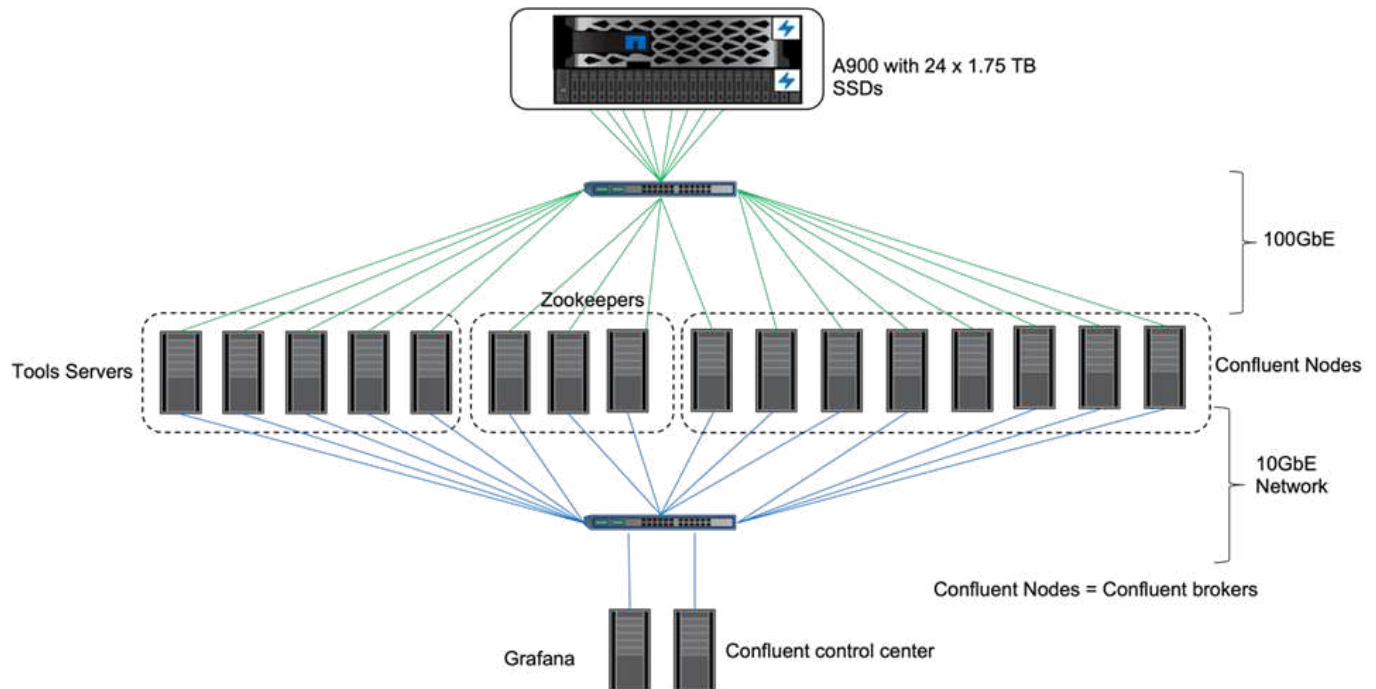 A900 with 24 x 1.75 TB
SSDs
100GbE
Zookeepers
Tools Servers
Confluent Nodes
10GbE
Network
Confluent Nodes = Confluent brokers
Grafana
Confluent control center